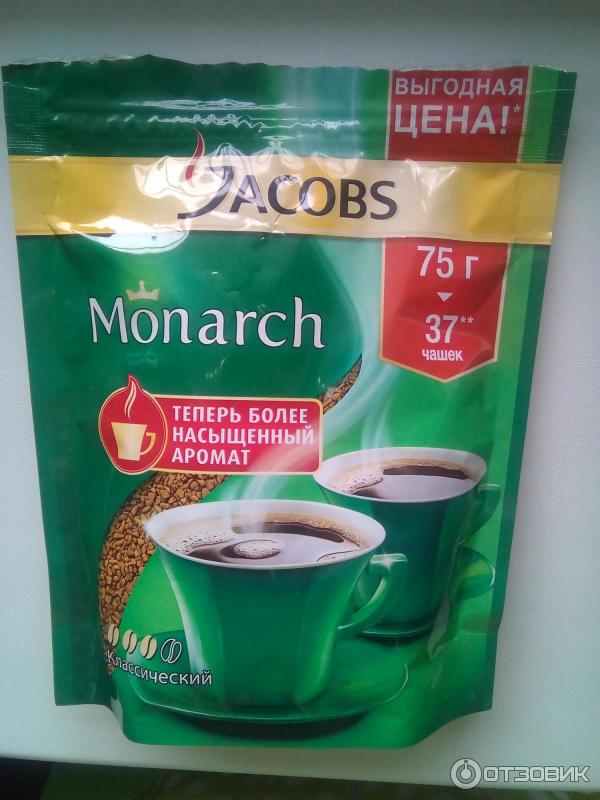 ВЫГОДНАЯ
ЦЕНА!*
JACOBS
75 г
37**
чашек
Monarch
ТЕПЕРЬ БОЛЕЕ
НАСЫЩЕННЫЙ
АРОМАТ
Классический
ОТЗОВИК